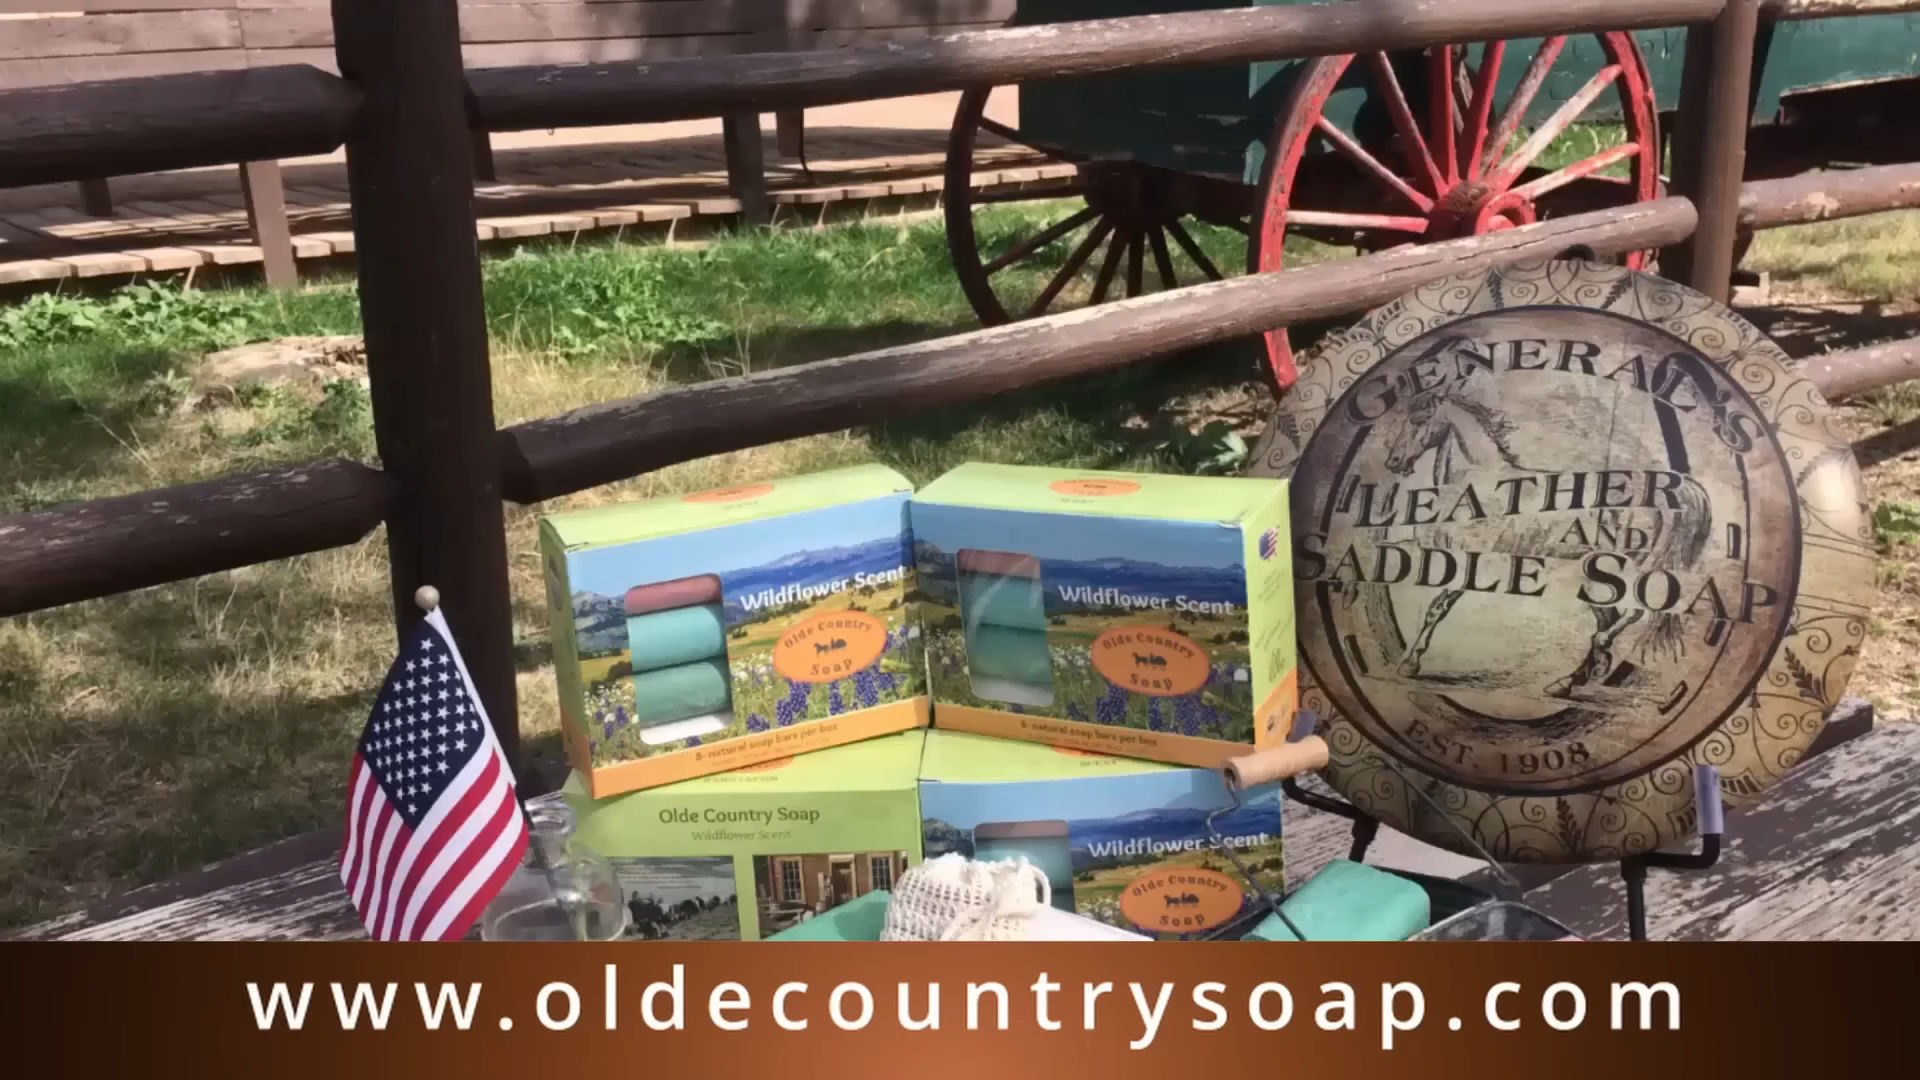 GENERAL'S
LEATHER
AND
SADDLE SOAP
EST. 1908
Wildflower Scent
Olde Country
Soap
8- natural soap bars per box
Wildflower Scent
Olde Country
Soap
8- natural soap bars per box
Olde Country Soap
Wildflower Scent
Wildflower Scent
Olde Country
Soap
www.oldecountrysoap.com